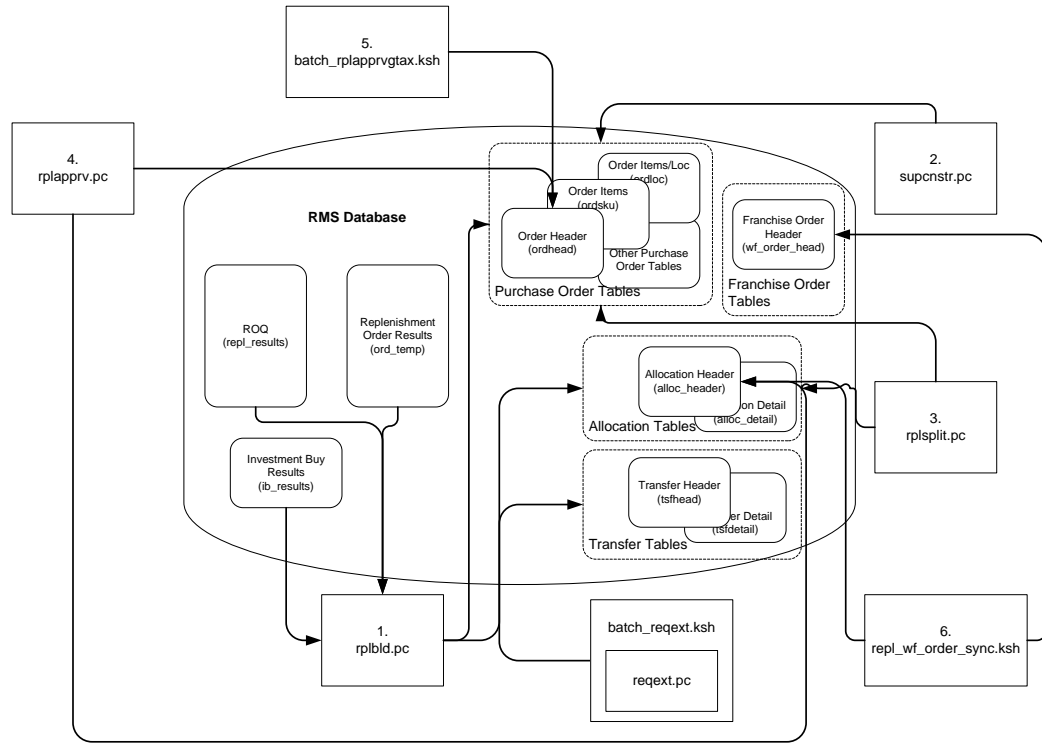 5.
batch_rplapprvgtax.ksh
4.
rplapprv.pc
2.
supcnstr.pc
RMS Database
Order Items/Loc
(ordloc)
Order Items
(ordsku)
Order Header
(ordhead)
Other Purchase
Order Tables
Purchase Order Tables
Franchise Order
Header
(wf_order_head)
Franchise Order
Tables
ROQ
(repl_results)
Replenishment
Order Results
(ord_temp)
Investment Buy
Results
(ib_results)
Allocation Header
(alloc_header)
Detail
(alloc_detail)
Allocation Tables
3.
rplsplit.pc
Transfer Header
(tsfhead)
Detail
(tsfdetail)
Transfer Tables
1.
rplbld.pc
batch_reqext.ksh
reqext.pc
6.
repl_wf_order_sync.ksh